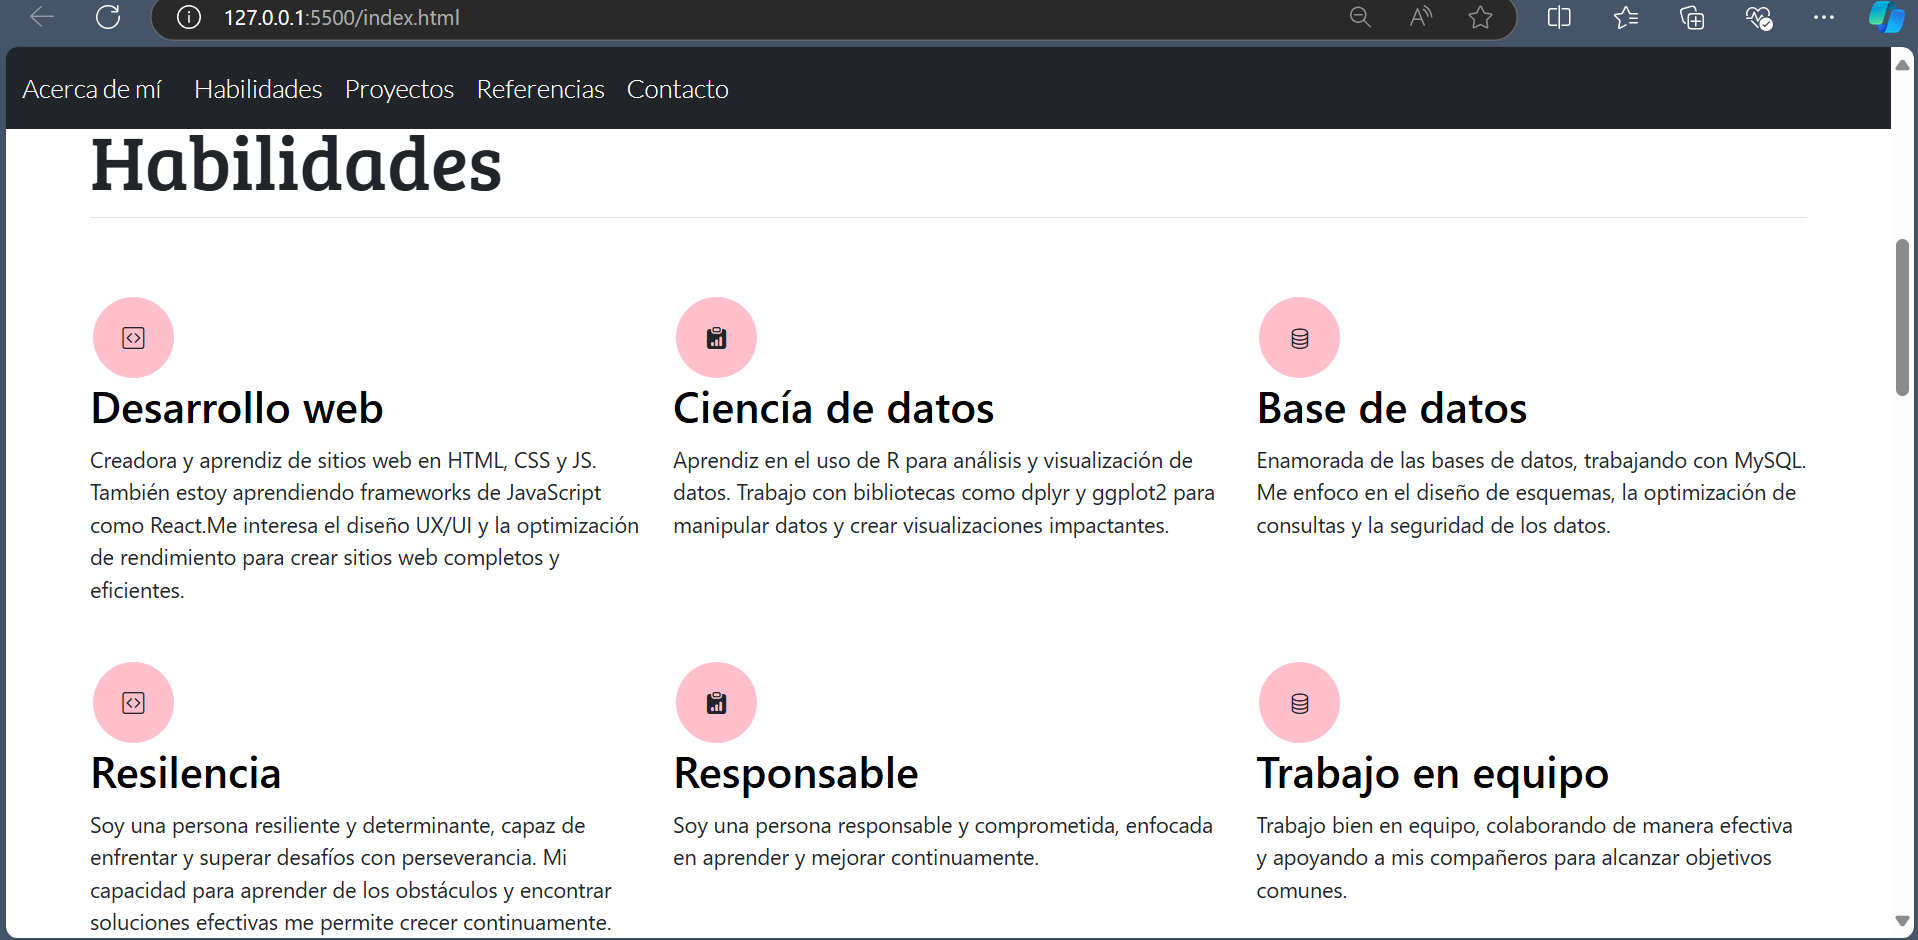 127.0.0.1:5500/index.html
Acerca de mí Habilidades Proyectos Referencias Contacto
Habilidades
Desarrollo web
Creadora y aprendiz de sitios web en HTML, CSS y JS.
También estoy aprendiendo frameworks de JavaScript
como React.Me interesa el diseño UX/UI y la optimización
de rendimiento para crear sitios web completos y
eficientes.
Ciencía de datos
Aprendiz en el uso de R para análisis y visualización de
datos. Trabajo con bibliotecas como dplyr y ggplot2 para
manipular datos y crear visualizaciones impactantes.
Base de datos
Enamorada de las bases de datos, trabajando con MySQL.
Me enfoco en el diseño de esquemas, la optimización de
consultas y la seguridad de los datos.
Resilencia
Soy una persona resiliente y determinante, capaz de
enfrentar y superar desafíos con perseverancia. Mi
capacidad para aprender de los obstáculos y encontrar
soluciones efectivas me permite crecer continuamente.
Responsable
Soy una persona responsable y comprometida, enfocada
en aprender y mejorar continuamente.
Trabajo en equipo
Trabajo bien en equipo, colaborando de manera efectiva
y apoyando a mis compañeros para alcanzar objetivos
comunes.